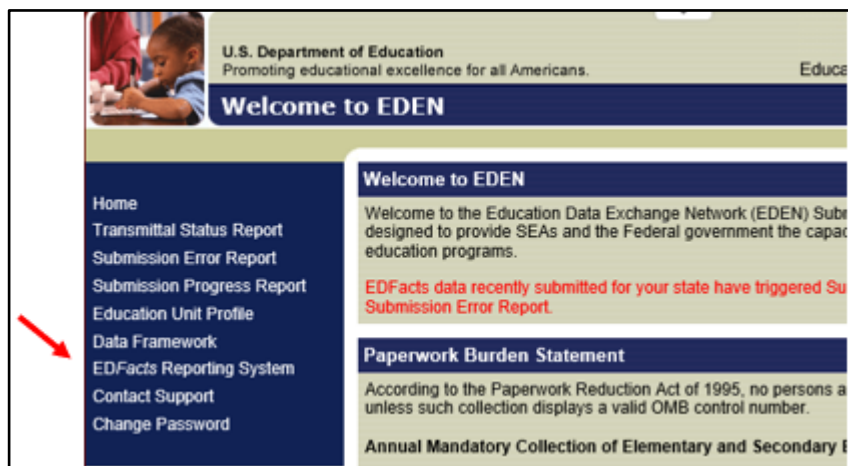 U.S. Department of Education
Promoting educational excellence for all Americans.
Welcome to EDEN
Home
Transmittal Status Report
Submission Error Report
Submission Progress Report
Education Unit Profile
Data Framework
EDFacts Reporting System
Contact Support
Change Password
Welcome to EDEN
Welcome to the Education Data Exchange Network (EDEN)
designed to provide SEAs and the Federal government the
education programs.
EDFacts data recently submitted for your state have triggered
Submission Error Report.
Paperwork Burden Statement
According to the Paperwork Reduction Act of 1995, no persons
unless such collection displays a valid OMB control number.
Annual Mandatory Collection of Elementary and Secondary